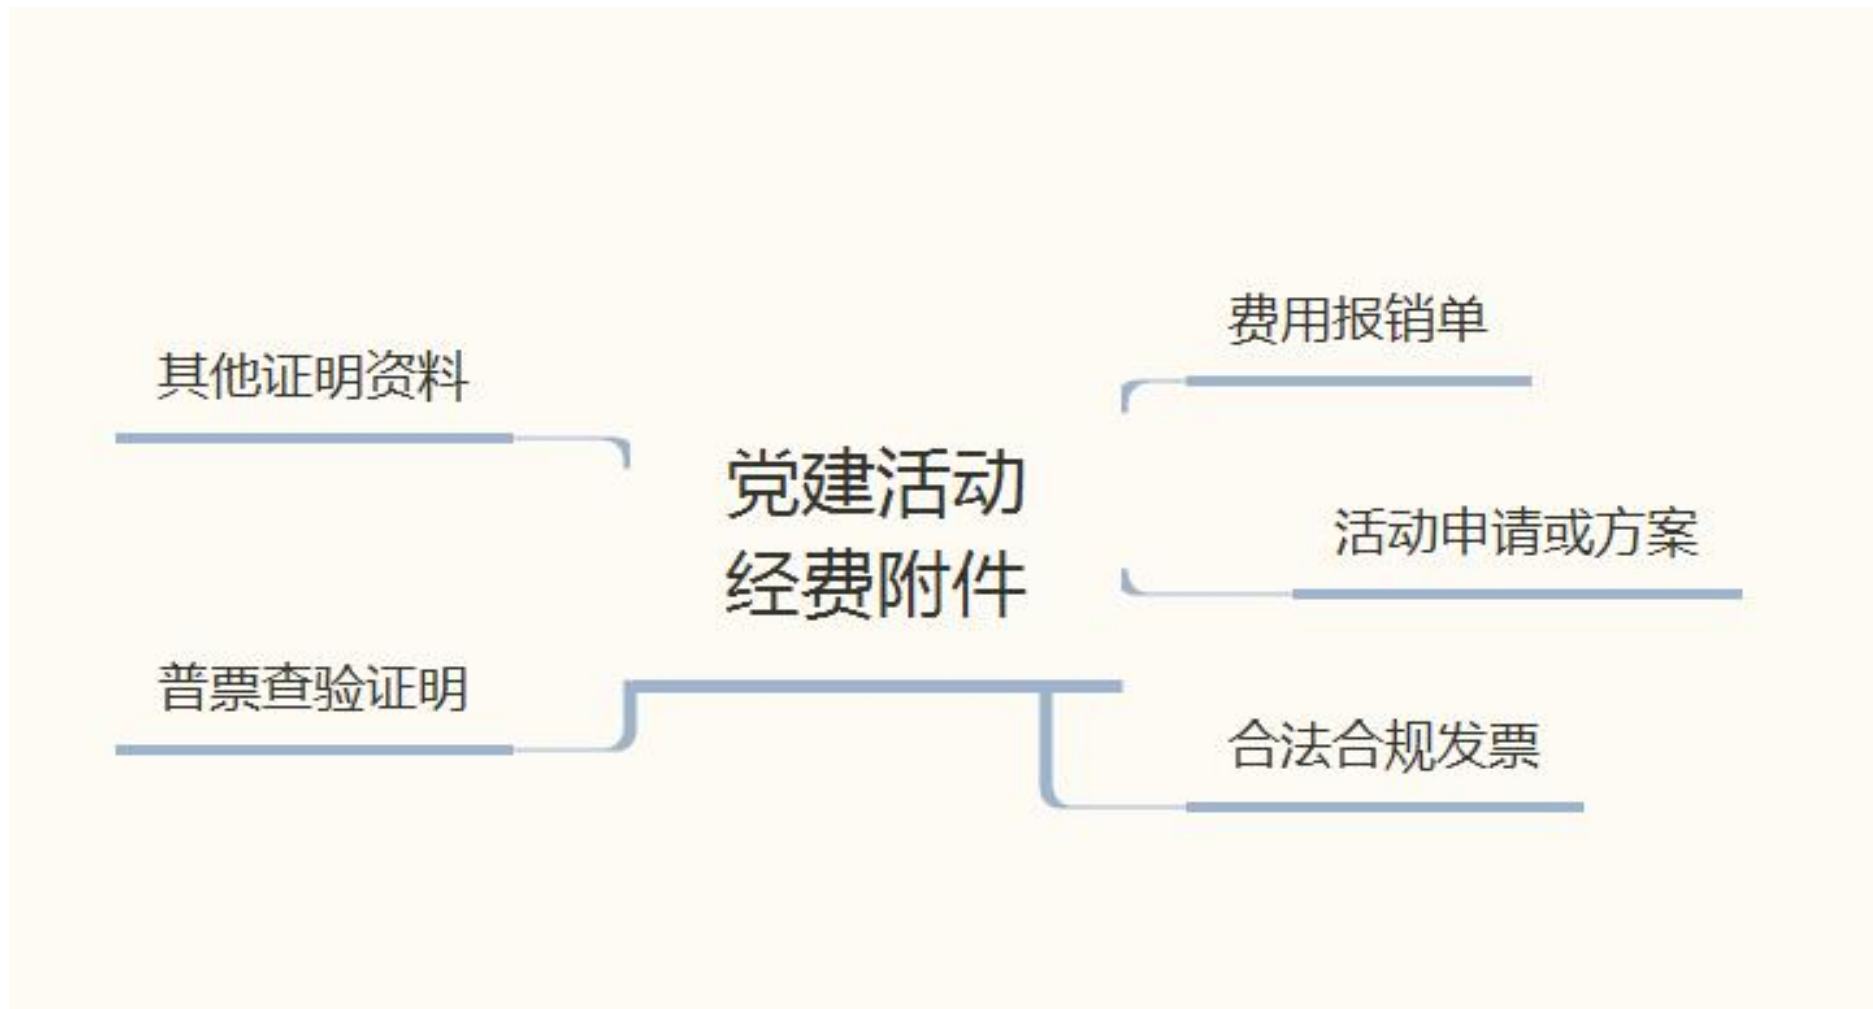 党建活动
经费附件
费用报销单
活动申请或方案
合法合规发票
普票查验证明
其他证明资料